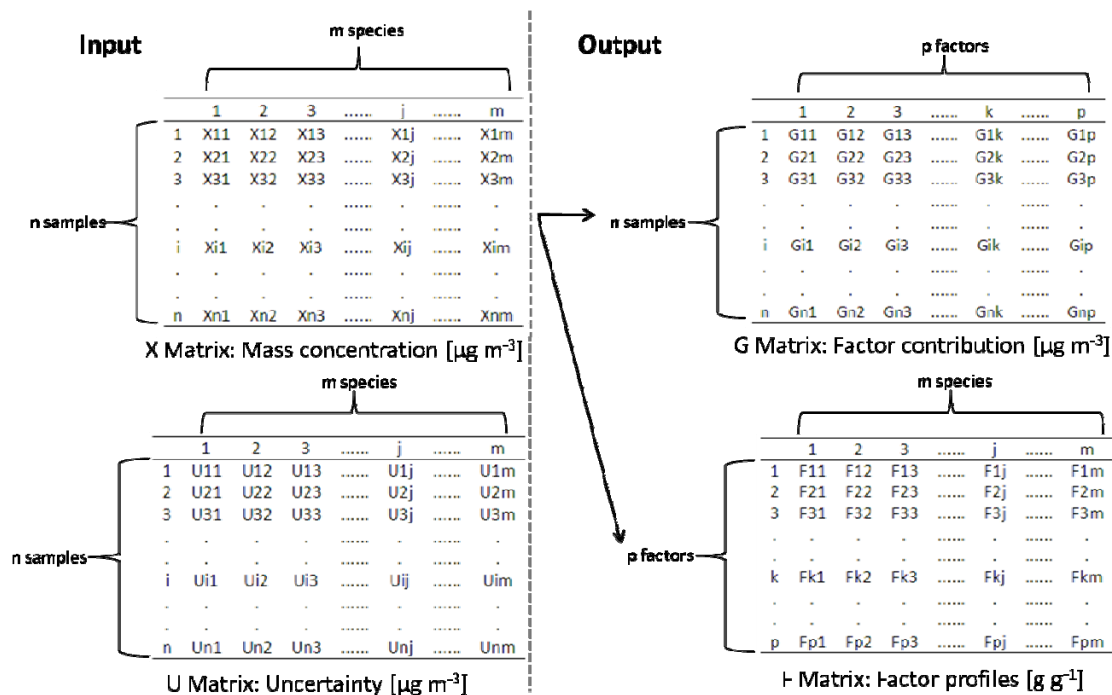 Input
m species
1 2 3 ...... j ...... m
1 X11 X12 X13 ...... X1j ...... X1m
2 X21 X22 X23 ...... X2j ...... X2m
3 X31 X32 X33 ...... X3j ...... X3m
. . . . ...... . ...... .
. . . . ...... . ...... .
n samples
i Xi1 Xi2 Xi3 ...... Xij ...... Xim
. . . . ...... . ...... .
. . . . ...... . ...... .
n Xn1 Xn2 Xn3 ...... Xnj ...... Xnm
X Matrix: Mass concentration [µg m⁻³]
m species
1 2 3 ...... j ...... m
1 U11 U12 U13 ...... U1j ...... U1m
2 U21 U22 U23 ...... U2j ...... U2m
3 U31 U32 U33 ...... U3j ...... U3m
. . . . ...... . ...... .
. . . . ...... . ...... .
n samples
i Ui1 Ui2 Ui3 ...... Uij ...... Uim
. . . . ...... . ...... .
. . . . ...... . ...... .
n Un1 Un2 Un3 ...... Unj ...... Unm
U Matrix: Uncertainty [µg m⁻³]
Output
p factors
1 2 3 ...... k ...... p
1 G11 G12 G13 ...... G1k ...... G1p
2 G21 G22 G23 ...... G2k ...... G2p
3 G31 G32 G33 ...... G3k ...... G3p
. . . . ...... . ...... .
. . . . ...... . ...... .
n samples
i Gi1 Gi2 Gi3 ...... Gik ...... Gip
. . . . ...... . ...... .
. . . . ...... . ...... .
n Gn1 Gn2 Gn3 ...... Gnk ...... Gnp
G Matrix: Factor contribution [µg m⁻³]
m species
1 2 3 ...... j ...... m
1 F11 F12 F13 ...... F1j ...... F1m
2 F21 F22 F23 ...... F2j ...... F2m
3 F31 F32 F33 ...... F3j ...... F3m
. . . . ...... . ...... .
. . . . ...... . ...... .
p factors
k Fk1 Fk2 Fk3 ...... Fkj ...... Fkm
. . . . ...... . ...... .
. . . . ...... . ...... .
p Fp1 Fp2 Fp3 ...... Fpj ...... Fpm
F Matrix: Factor profiles [g g⁻¹]